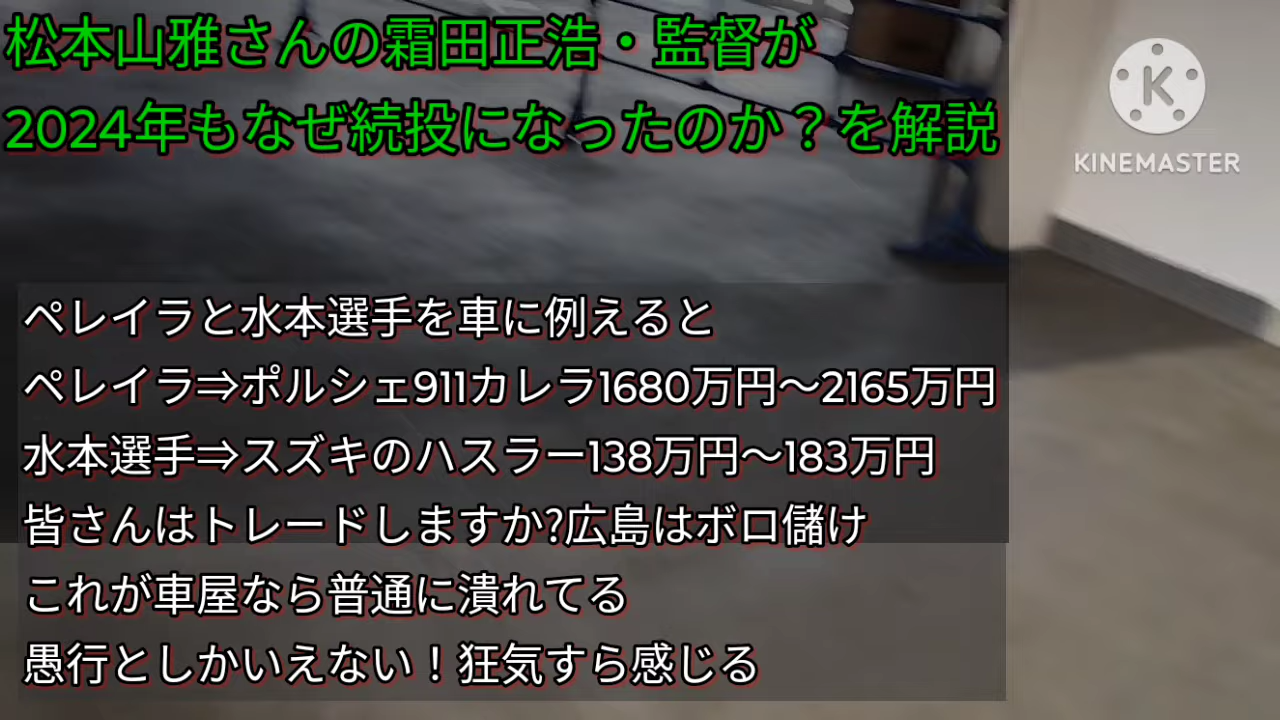 松本山雅さんの霜田正浩・監督が
2024年もなぜ続投になったのか？を解説
KINEMASTER
ペレイラと水本選手を車に例えると
ペレイラ⇒ポルシェ911カレラ1680万円～2165万円
水本選手⇒スズキのハスラー138万円～183万円
皆さんはトレードしますか?広島はボロ儲け
これが車屋なら普通に潰れてる
愚行としかいえない！狂気すら感じる